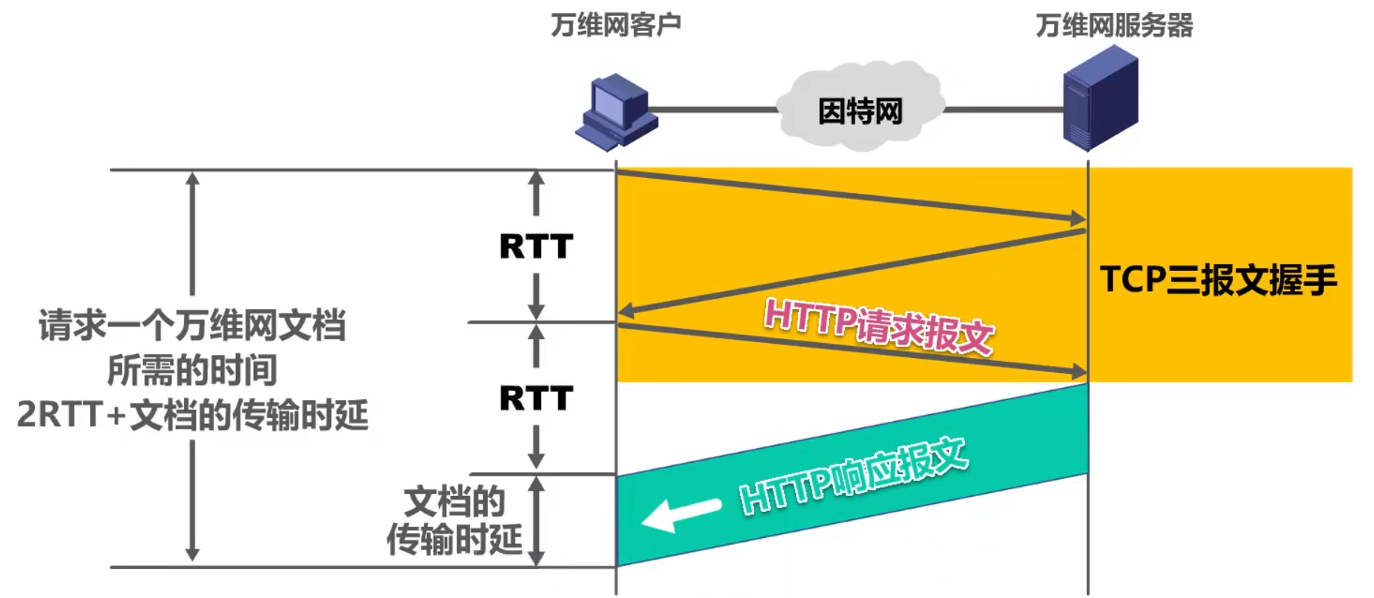 万维网客户
万维网服务器
因特网
RTT
TCP三报文握手
HTTP请求报文
请求一个万维网文档
所需的时间
2RTT+文档的传输时延
RTT
HTTP响应报文
文档的
传输时延